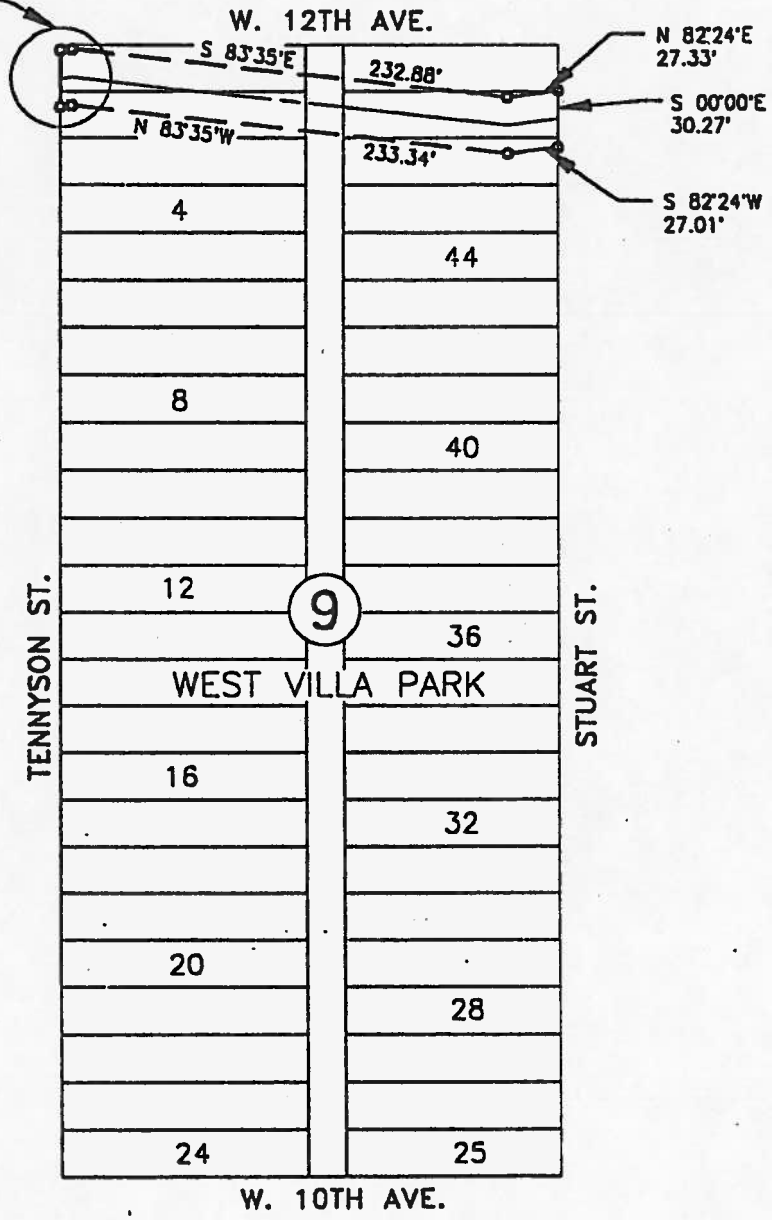 W. 12TH AVE.
S 83°35'E
232.88'
N 82°24'E
27.33'
S 00°00'E
30.27'
N 83°35'W
233.34'
S 82°24'W
27.01'
4
44
8
40
12
9
36
WEST VILLA PARK
TENNYSON ST.
STUART ST.
16
32
20
28
24
25
W. 10TH AVE.